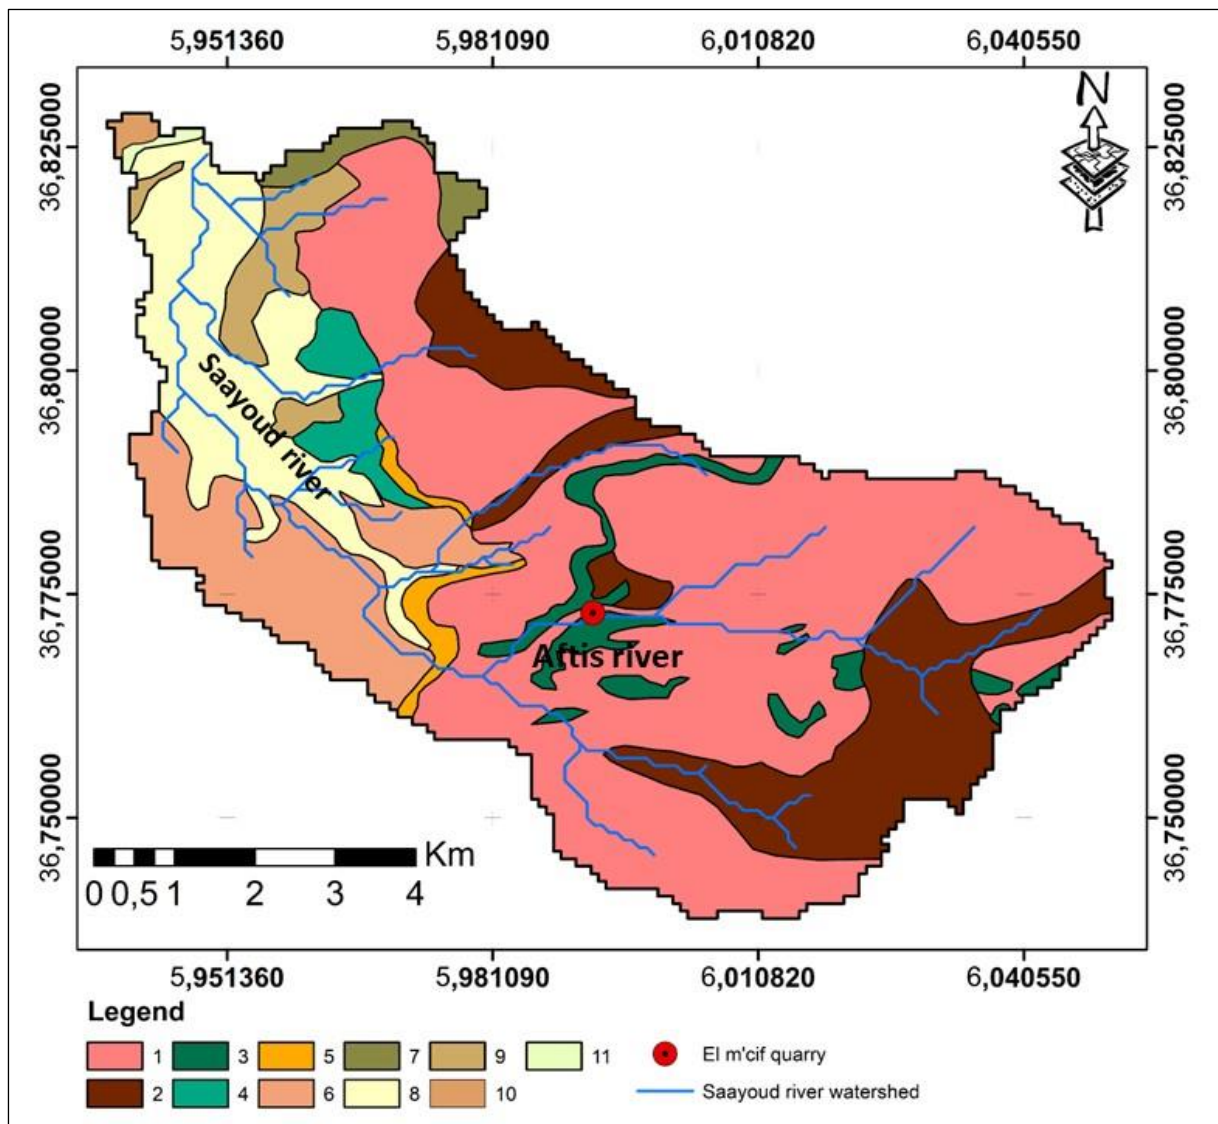 5,951360 5,981090 6,010820 6,040550
N
36,825000 36,825000
36,800000 36,800000
Saayoud river
36,775000 36,775000
Aftis river
36,750000 36,750000
Km
0 0,5 1 2 3 4
5,951360 5,981090 6,010820 6,040550
Legend
1 3 5 7 9 11 El m'cif quarry
2 4 6 8 10 Saayoud river watershed